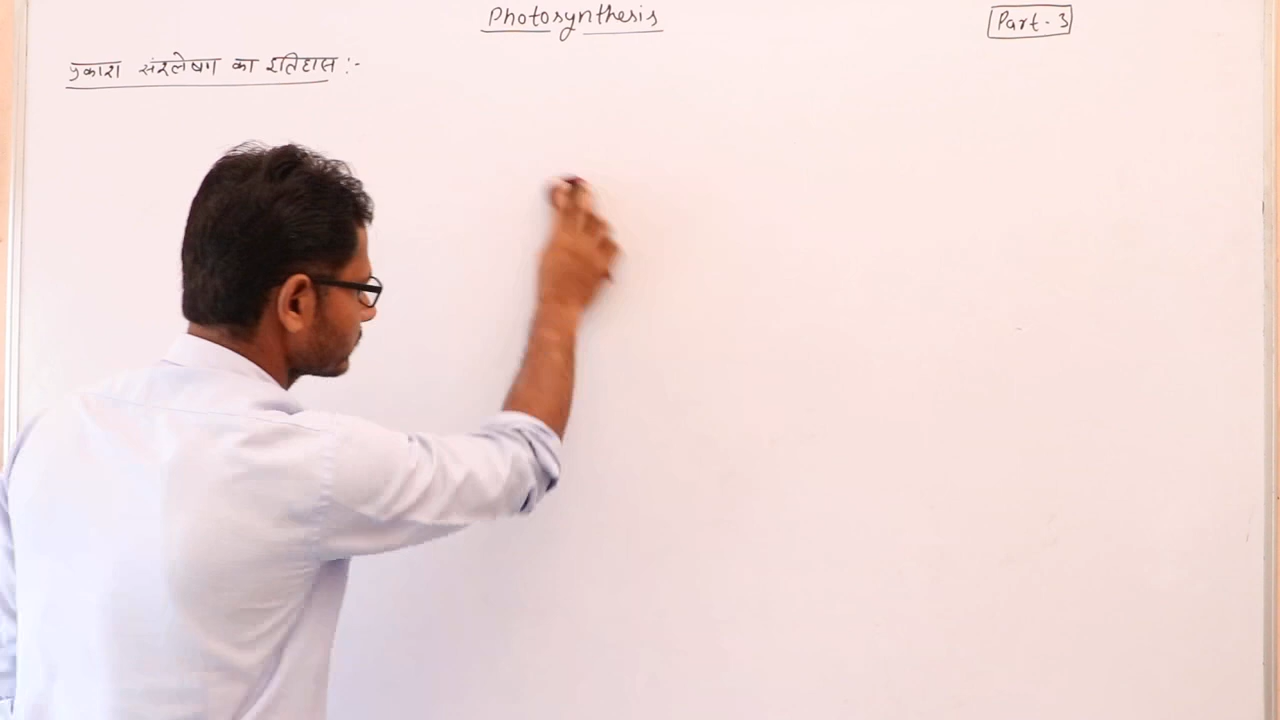 Photosynthesis
Part - 3
प्रकाश संश्लेषण का इतिहास :-